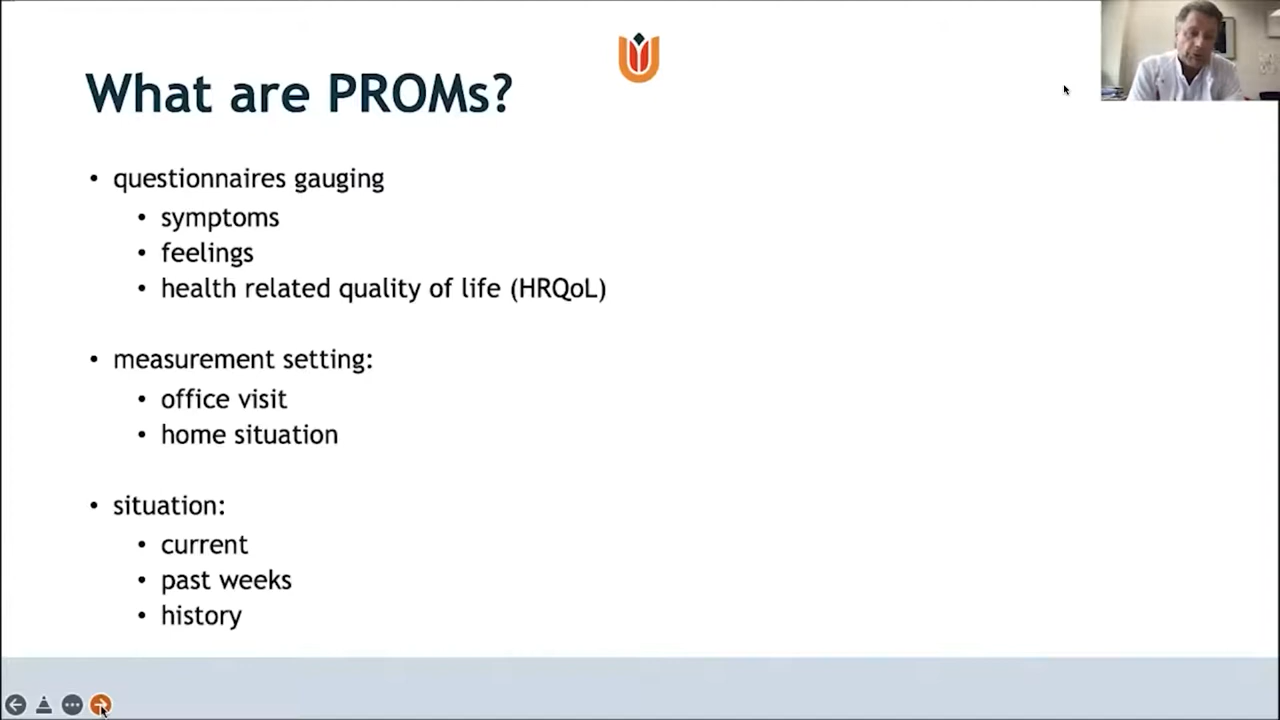 What are PROMs?
• questionnaires gauging
• symptoms
• feelings
• health related quality of life (HRQoL)
• measurement setting:
• office visit
• home situation
• situation:
• current
• past weeks
• history